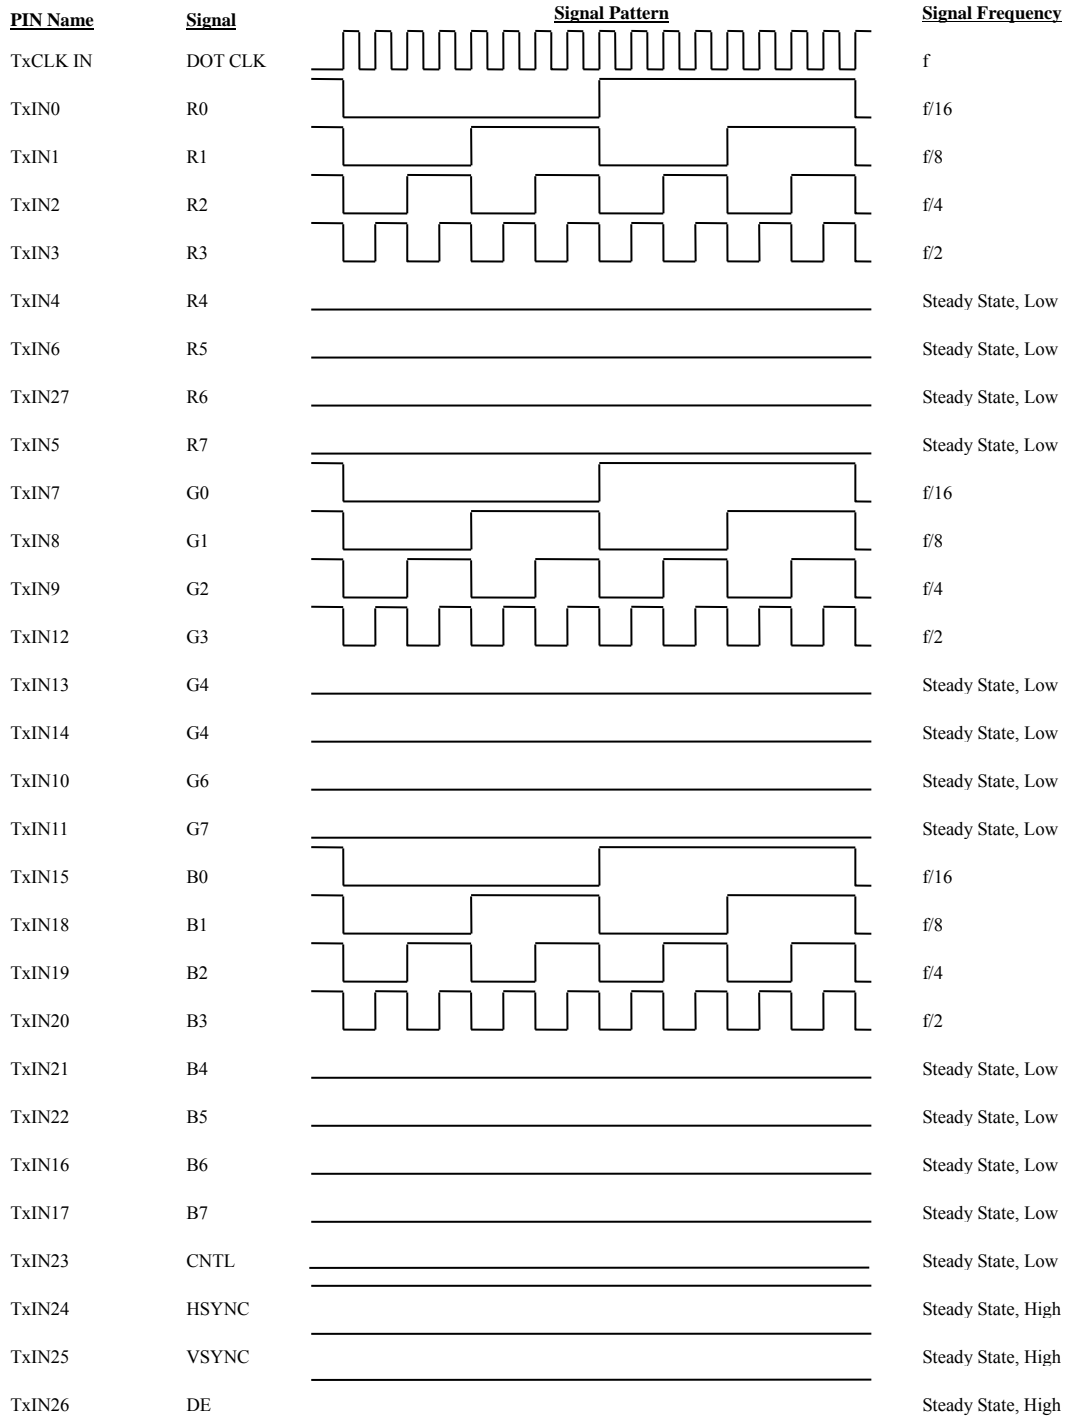 PIN Name Signal Signal Pattern Signal Frequency
TxCLK IN DOT CLK f
TxIN0 R0 f/16
TxIN1 R1 f/8
TxIN2 R2 f/4
TxIN3 R3 f/2
TxIN4 R4 Steady State, Low
TxIN6 R5 Steady State, Low
TxIN27 R6 Steady State, Low
TxIN5 R7 Steady State, Low
TxIN7 G0 f/16
TxIN8 G1 f/8
TxIN9 G2 f/4
TxIN12 G3 f/2
TxIN13 G4 Steady State, Low
TxIN14 G4 Steady State, Low
TxIN10 G6 Steady State, Low
TxIN11 G7 Steady State, Low
TxIN15 B0 f/16
TxIN18 B1 f/8
TxIN19 B2 f/4
TxIN20 B3 f/2
TxIN21 B4 Steady State, Low
TxIN22 B5 Steady State, Low
TxIN16 B6 Steady State, Low
TxIN17 B7 Steady State, Low
TxIN23 CNTL Steady State, Low
TxIN24 HSYNC Steady State, High
TxIN25 VSYNC Steady State, High
TxIN26 DE Steady State, High